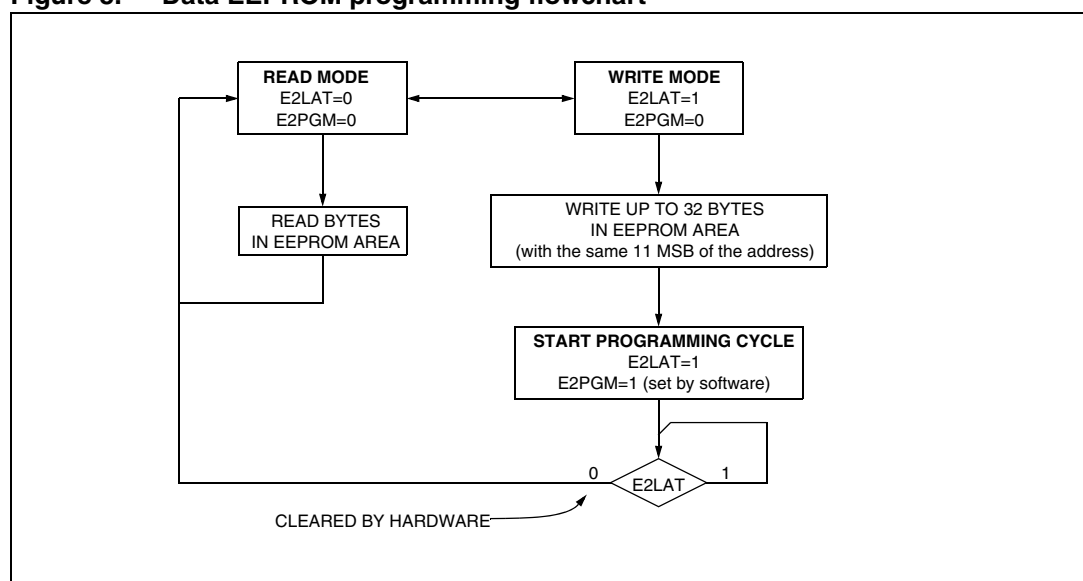 Data EEPROM programming flowchart
READ MODE
E2LAT=0
E2PGM=0
WRITE MODE
E2LAT=1
E2PGM=0
READ BYTES
IN EEPROM AREA
WRITE UP TO 32 BYTES
IN EEPROM AREA
(with the same 11 MSB of the address)
START PROGRAMMING CYCLE
E2LAT=1
E2PGM=1 (set by software)
0
E2LAT
1
CLEARED BY HARDWARE